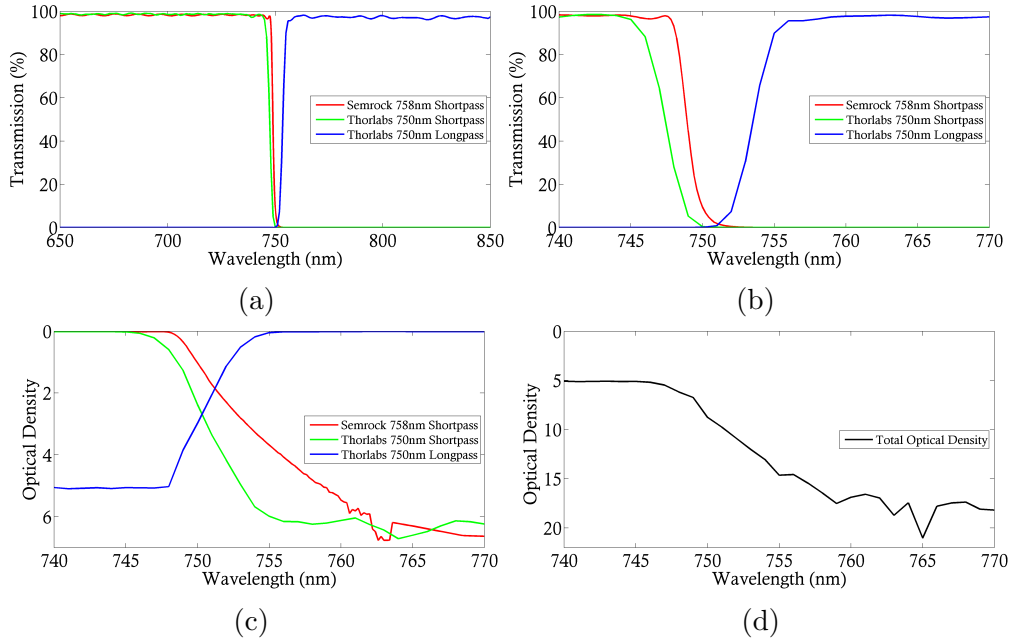 Transmission (%)
100
80
60
40
20
0
650
700
750
800
850
Wavelength (nm)
Semrock 758nm Shortpass
Thorlabs 750nm Shortpass
Thorlabs 750nm Longpass
(a)
Transmission (%)
100
80
60
40
20
0
740
745
750
755
760
765
770
Wavelength (nm)
Semrock 758nm Shortpass
Thorlabs 750nm Shortpass
Thorlabs 750nm Longpass
(b)
Optical Density
0
2
4
6
740
745
750
755
760
765
770
Wavelength (nm)
Semrock 758nm Shortpass
Thorlabs 750nm Shortpass
Thorlabs 750nm Longpass
(c)
Optical Density
0
5
10
15
20
740
745
750
755
760
765
770
Wavelength (nm)
Total Optical Density
(d)